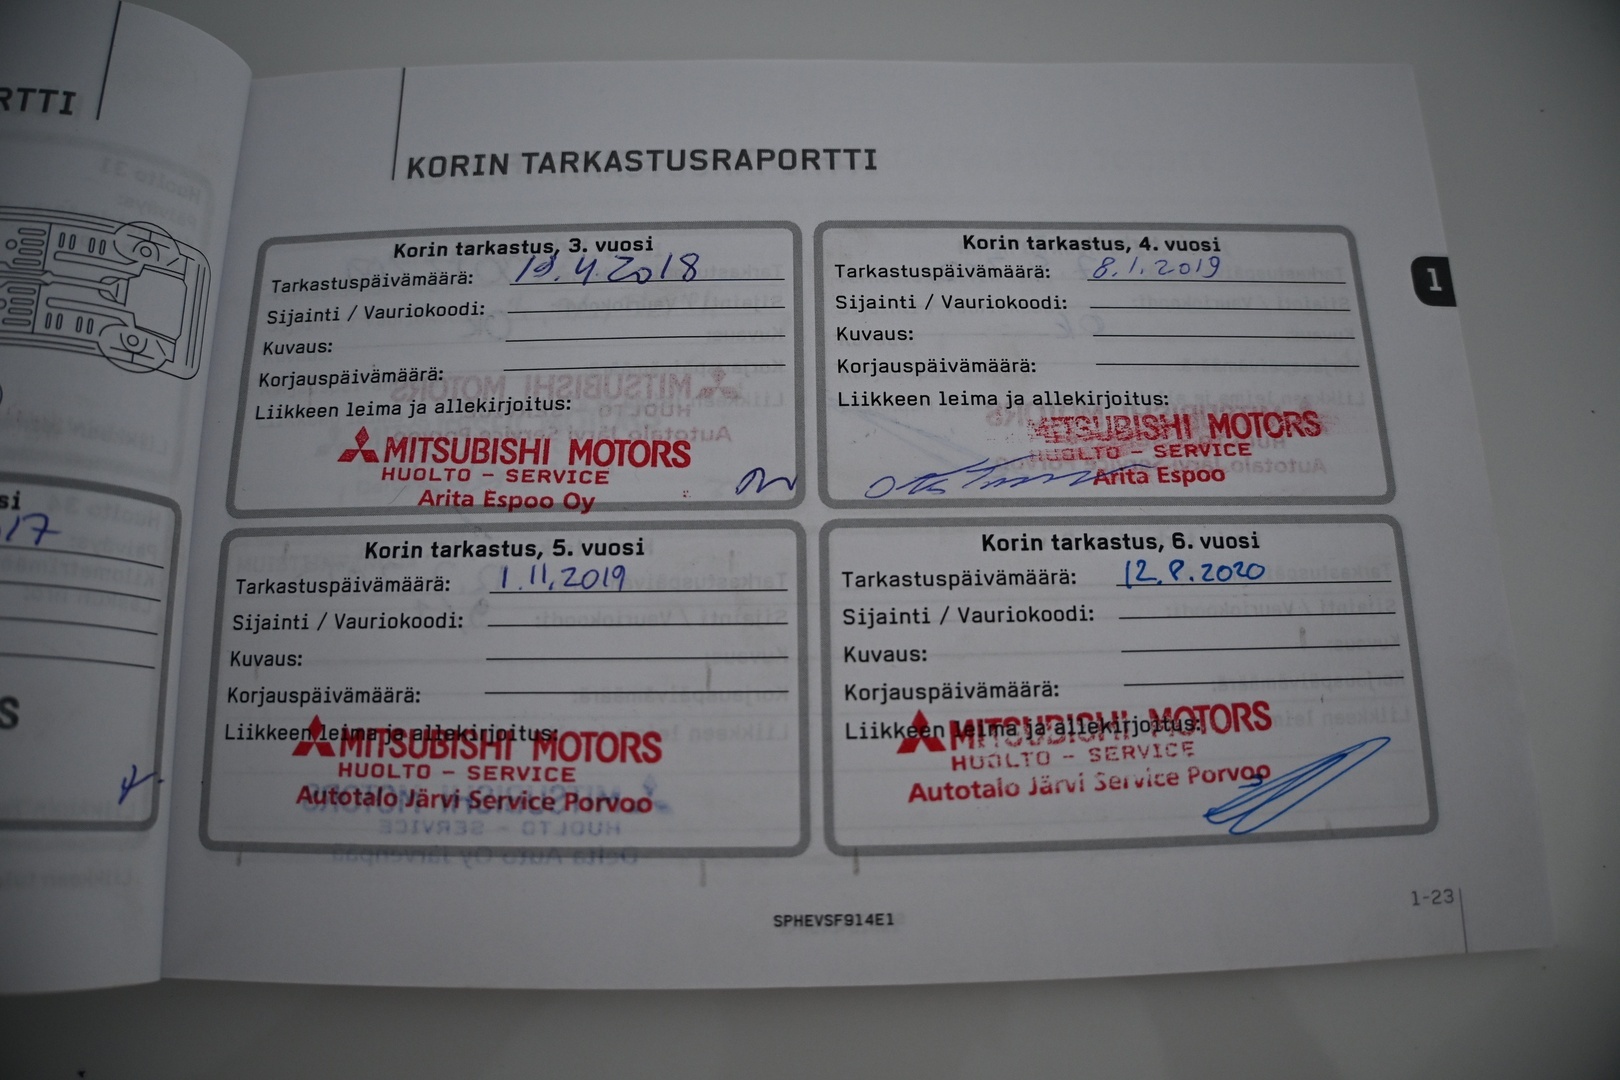 RTTI
si
17
S
KORIN TARKASTUSRAPORTTI
1
Korin tarkastus, 3. vuosi
Tarkastuspäivämäärä: 4 2018
Sijainti / Vauriokoodi:
Kuvaus:
Korjauspäivämäärä:
Liikkeen leima ja allekirjoitus:
MITSUBISHI MOTORS
HUOLTO - SERVICE
Arita Espoo Oy
Korin tarkastus, 4. vuosi
Tarkastuspäivämäärä: 8.1.2019
Sijainti / Vauriokoodi:
Kuvaus:
Korjauspäivämäärä:
Liikkeen leima ja allekirjoitus:
MITSUBISHI MOTORS
HUOLTO - SERVICE
Arita Espoo
Korin tarkastus, 5. vuosi
Tarkastuspäivämäärä: 1.11.2019
Sijainti / Vauriokoodi:
Kuvaus:
Korjauspäivämäärä:
Liikkeen leima ja allekirjoitus:
MITSUBISHI MOTORS
HUOLTO - SERVICE
Autotalo Järvi Service Porvoo
Korin tarkastus, 6. vuosi
Tarkastuspäivämäärä: 12.8.2020
Sijainti / Vauriokoodi:
Kuvaus:
Korjauspäivämäärä:
Liikkeen leima ja allekirjoitus:
MITSUBISHI MOTORS
HUOLTO - SERVICE
Autotalo Järvi Service Porvoo
1-23
SPHEVSF914E1